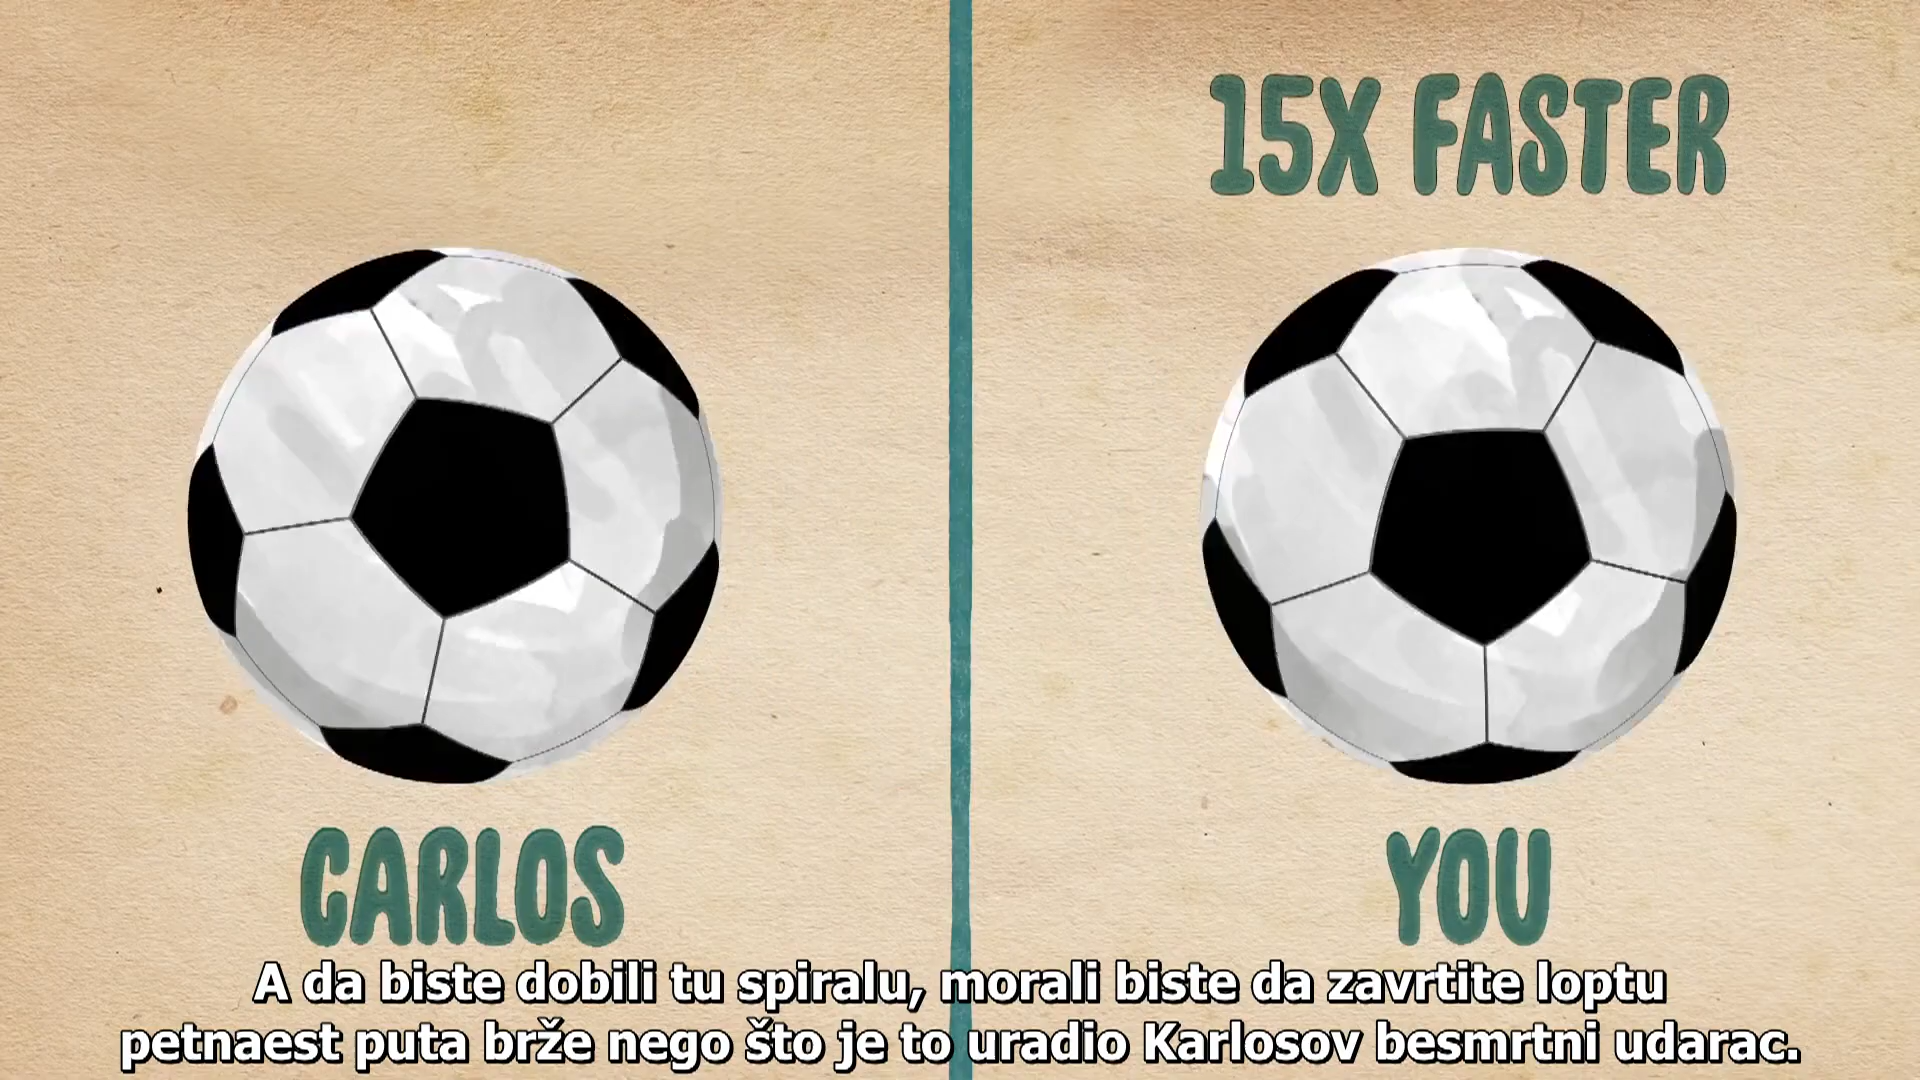 15X FASTER
CARLOS
YOU
A da biste dobili tu spiralu, morali biste da zavrtite loptu
petnaest puta brže nego što je to uradio Karlosov besmrtni udarac.